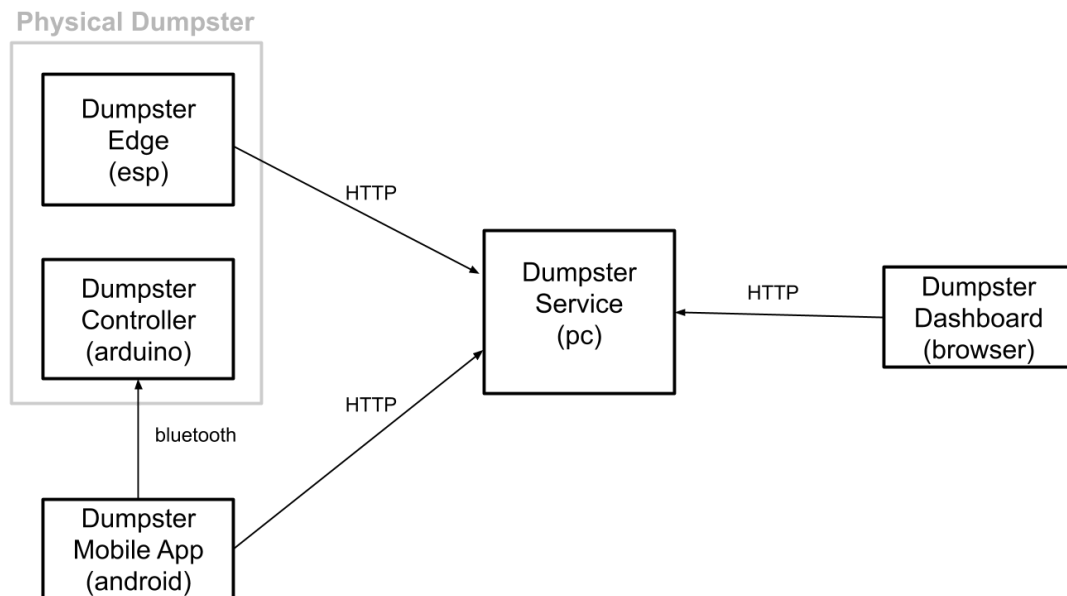 Physical Dumpster
Dumpster
Edge
(esp)
HTTP
Dumpster
Controller
(arduino)
bluetooth
Dumpster
Mobile App
(android)
HTTP
Dumpster
Service
(pc)
HTTP
Dumpster
Dashboard
(browser)